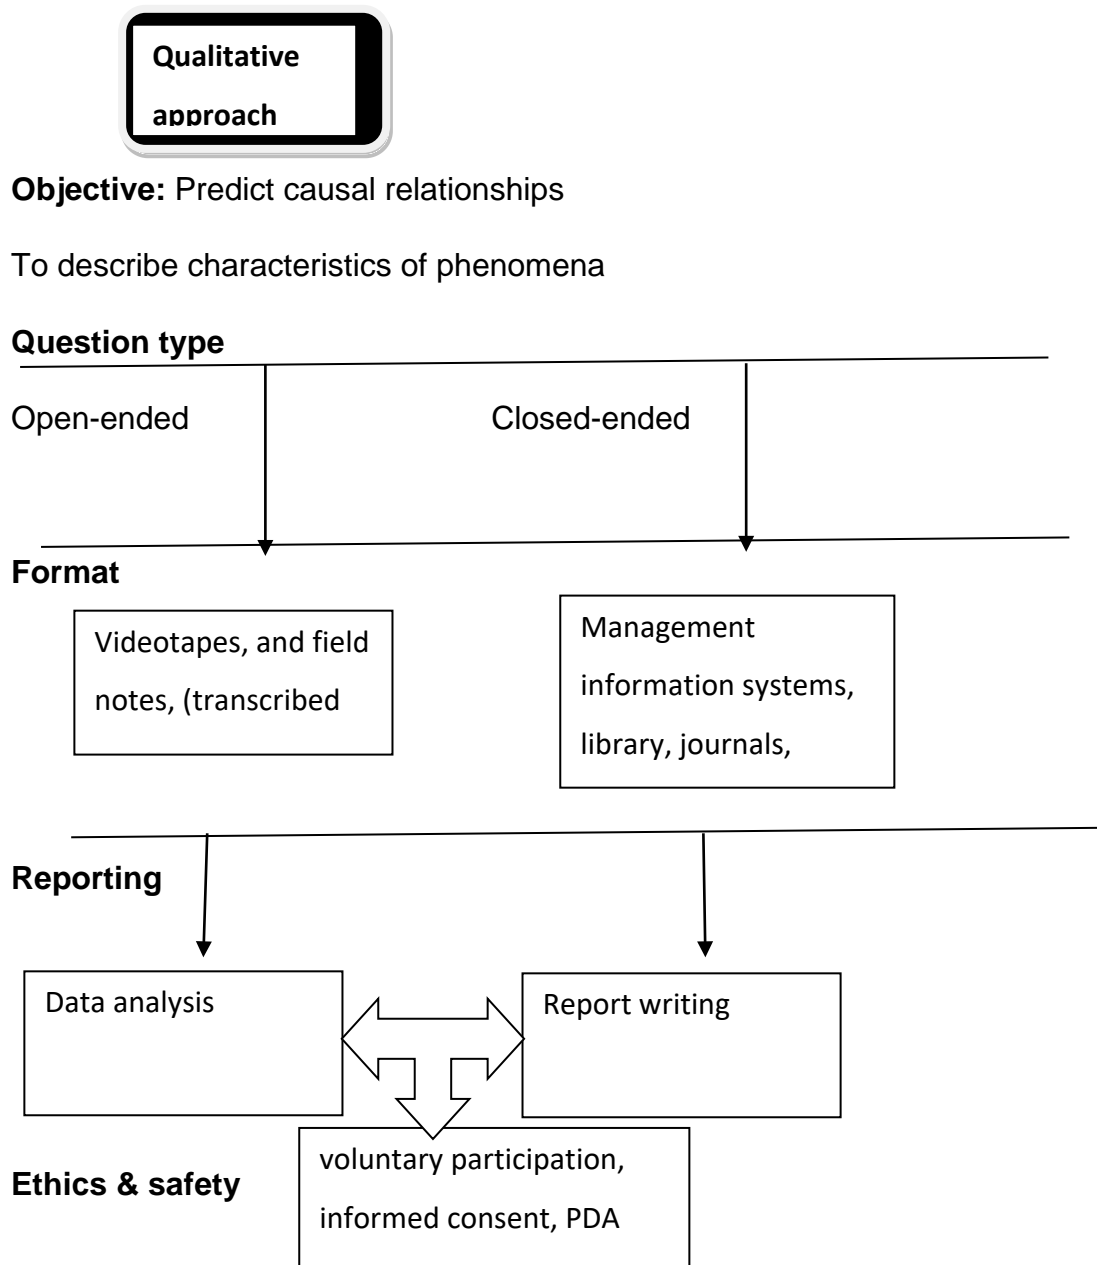 Qualitative
approach
Objective: Predict causal relationships
To describe characteristics of phenomena
Question type
Open-ended Closed-ended
Format
Videotapes, and field
notes, (transcribed
Management
information systems,
library, journals,
Reporting
Data analysis
Report writing
Ethics & safety
voluntary participation,
informed consent, PDA